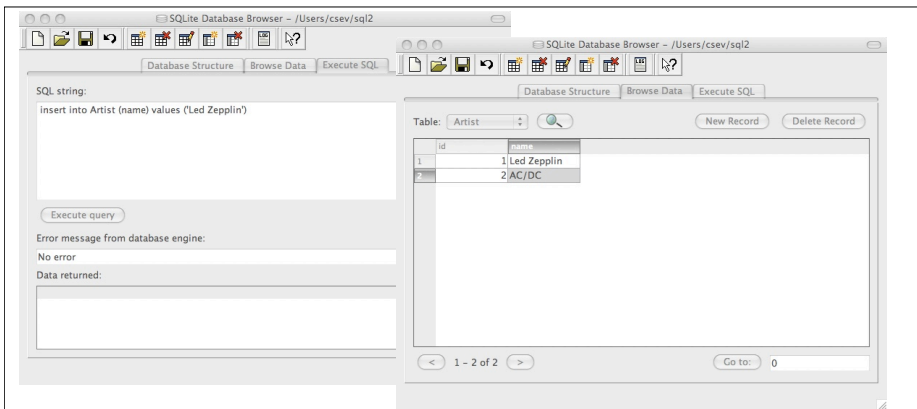 SQLite Database Browser – /Users/csev/sql2
Database Structure Browse Data Execute SQL
SQL string:
insert into Artist (name) values ('Led Zepplin')
Execute query
Error message from database engine:
No error
Data returned:
SQLite Database Browser – /Users/csev/sql2
Database Structure Browse Data Execute SQL
Table: Artist New Record Delete Record
id name
1 1 Led Zepplin
2 2 AC/DC
< 1 – 2 of 2 > Go to: 0